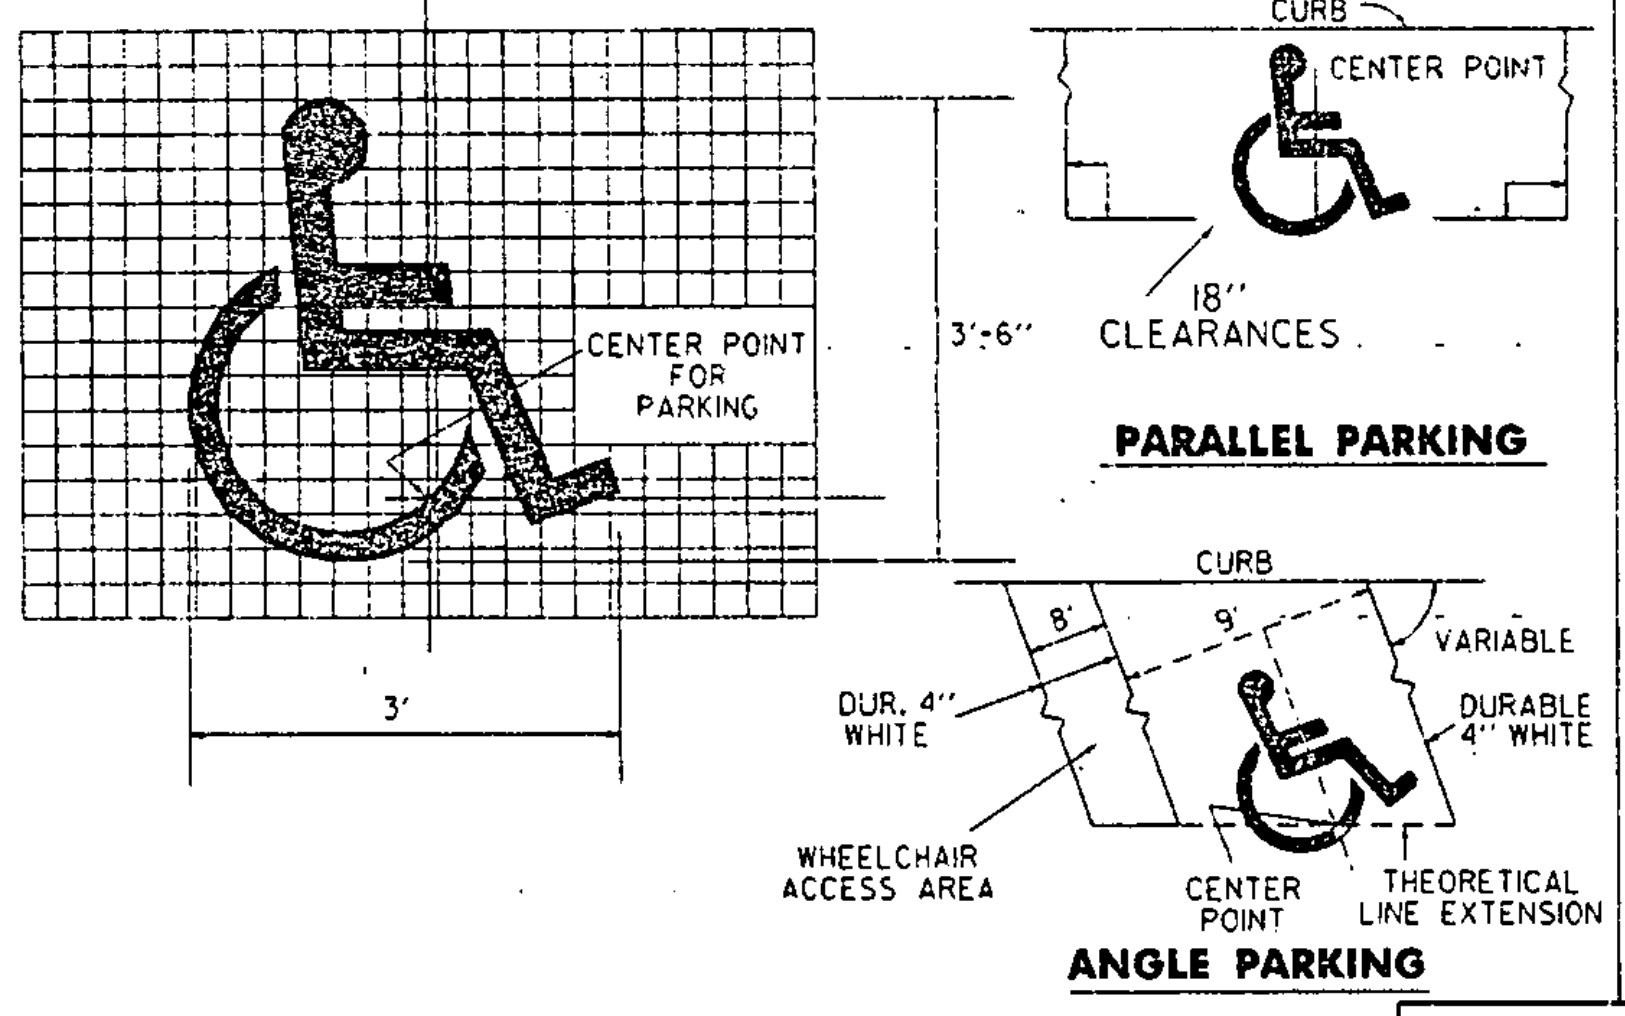 CENTER POINT
FOR
PARKING
3'-6"
3'
CURB
CENTER POINT
18"
CLEARANCES
PARALLEL PARKING
CURB
8'
9'
VARIABLE
DUR. 4"
WHITE
DURABLE
4" WHITE
WHEELCHAIR
ACCESS AREA
CENTER
POINT
THEORETICAL
LINE EXTENSION
ANGLE PARKING